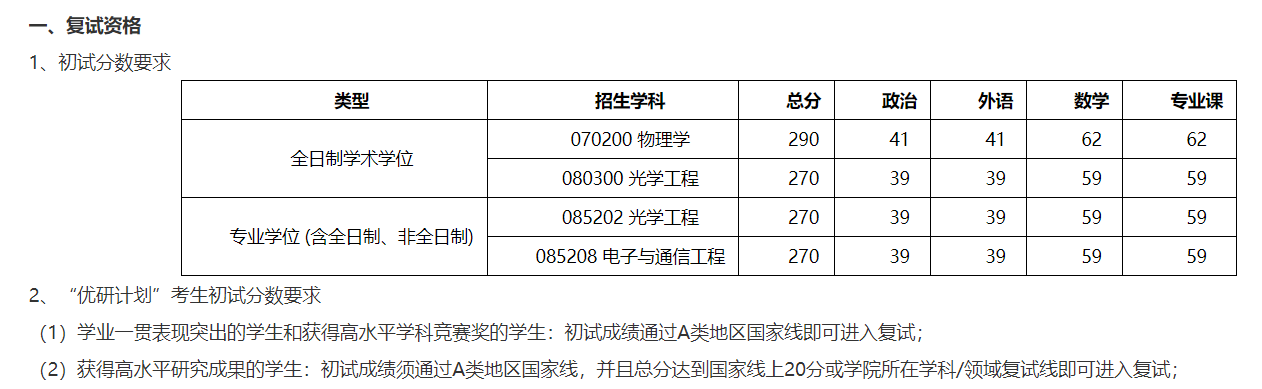 一、复试资格
1、初试分数要求
类型 招生学科 总分 政治 外语 数学 专业课
全日制学术学位 070200 物理学 290 41 41 62 62
080300 光学工程 270 39 39 59 59
专业学位 (含全日制、非全日制) 085202 光学工程 270 39 39 59 59
085208 电子与通信工程 270 39 39 59 59
2、“优研计划”考生初试分数要求
（1）学业一贯表现突出的学生和获得高水平学科竞赛奖的学生：初试成绩通过A类地区国家线即可进入复试；
（2）获得高水平研究成果的学生：初试成绩须通过A类地区国家线，并且总分达到国家线上20分或学院所在学科/领域复试线即可进入复试；